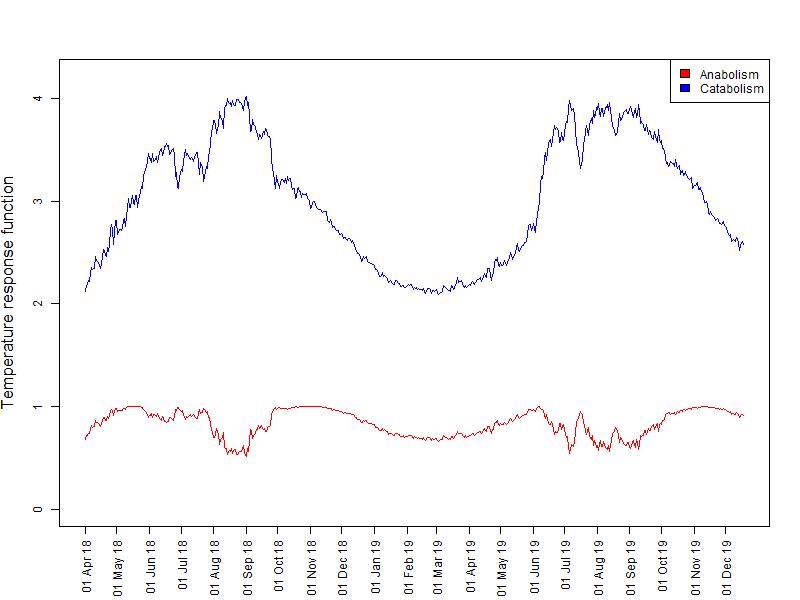 Anabolism
Catabolism
Temperature response function
4
3
2
1
0
01 Apr 18
01 May 18
01 Jun 18
01 Jul 18
01 Aug 18
01 Sep 18
01 Oct 18
01 Nov 18
01 Dec 18
01 Jan 19
01 Feb 19
01 Mar 19
01 Apr 19
01 May 19
01 Jun 19
01 Jul 19
01 Aug 19
01 Sep 19
01 Oct 19
01 Nov 19
01 Dec 19